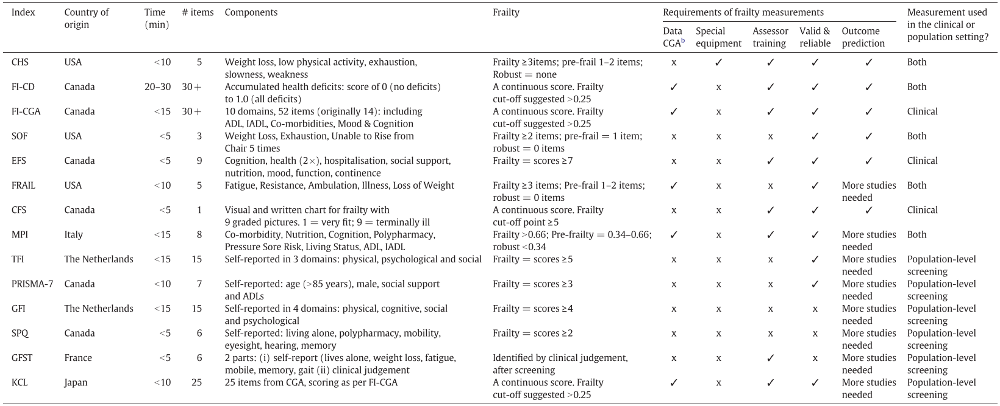 Index Country of Time # items Components Frailty Requirements of frailty measurements Measurement used
origin (min) in the clinical or
Data Special Assessor Valid & Outcome population setting?
CGAb equipment training reliable prediction
CHS USA <10 5 Weight loss, low physical activity, exhaustion, Frailty ≥3items; pre-frail 1–2 items; x ✓ ✓ ✓ ✓ Both
slowness, weakness Robust = none
FI-CD Canada 20–30 30+ Accumulated health deficits: score of 0 (no deficits) A continuous score. Frailty ✓ x ✓ ✓ ✓ Both
to 1.0 (all deficits) cut-off suggested >0.25
FI-CGA Canada <15 30+ 10 domains, 52 items (originally 14): including A continuous score. Frailty ✓ x ✓ ✓ ✓ Clinical
ADL, IADL, Co-morbidities, Mood & Cognition cut-off suggested >0.25
SOF USA <5 3 Weight Loss, Exhaustion, Unable to Rise from Frailty ≥2 items; pre-frail = 1 item; x x x ✓ ✓ Both
Chair 5 times robust = 0 items
EFS Canada <5 9 Cognition, health (2×), hospitalisation, social support, Frailty = scores ≥7 x x ✓ ✓ ✓ Clinical
nutrition, mood, function, continence
FRAIL USA <10 5 Fatigue, Resistance, Ambulation, Illness, Loss of Weight Frailty ≥3 items; Pre-frail 1–2 items; ✓ x x ✓ More studies Both
robust = 0 items needed
CFS Canada <5 1 Visual and written chart for frailty with A continuous score. Frailty x x ✓ ✓ ✓ Clinical
9 graded pictures. 1 = very fit; 9 = terminally ill cut-off point ≥5
MPI Italy <15 8 Co-morbidity, Nutrition, Cognition, Polypharmacy, Frailty >0.66; Pre-frailty = 0.34–0.66; ✓ x ✓ ✓ More studies Both
Pressure Sore Risk, Living Status, ADL, IADL robust <0.34 needed
TFI The Netherlands <15 15 Self-reported in 3 domains: physical, psychological and social Frailty = scores ≥5 x x x ✓ More studies Population-level
needed screening
PRISMA-7 Canada <10 7 Self-reported: age (>85 years), male, social support Frailty = scores ≥3 x x x ✓ More studies Population-level
and ADLs needed screening
GFI The Netherlands <15 15 Self-reported in 4 domains: physical, cognitive, social Frailty = scores ≥4 x x x x More studies Population-level
and psychological needed screening
SPQ Canada <5 6 Self-reported: living alone, polypharmacy, mobility, Frailty = scores ≥2 x x x x More studies Population-level
eyesight, hearing, memory needed screening
GFST France <5 6 2 parts: (i) self-report (lives alone, weight loss, fatigue, Identified by clinical judgement, x x ✓ x More studies Population-level
mobile, memory, gait (ii) clinical judgement after screening needed screening
KCL Japan <10 25 25 items from CGA, scoring as per FI-CGA A continuous score. Frailty ✓ x ✓ ✓ More studies Population-level
cut-off suggested >0.25 needed screening